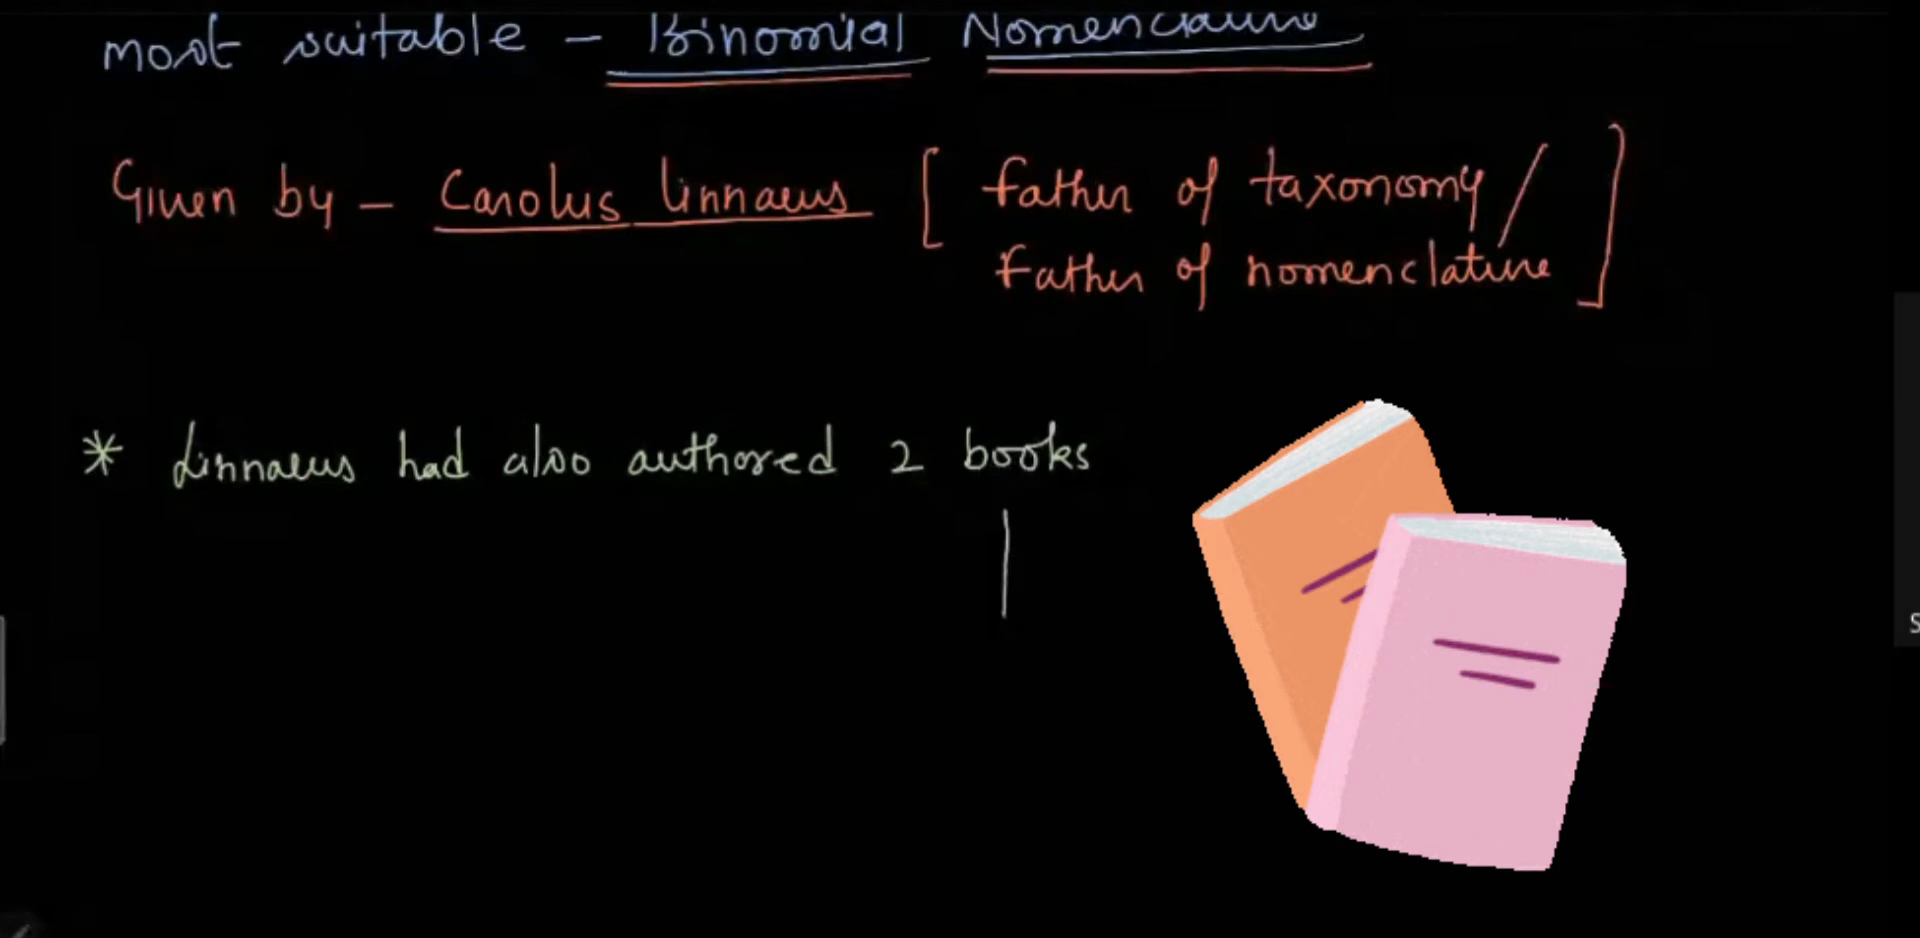 most suitable - Binomial Nomenclature
Given by - Carolus linnaeus [ father of taxonomy /
Father of nomenclature ]
* Linnaeus had also authored 2 books
S